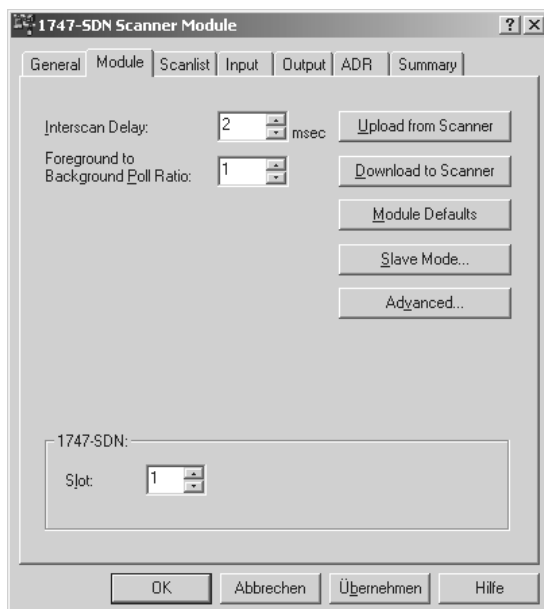 1747-SDN Scanner Module
General Module Scanlist Input Output ADR Summary
Interscan Delay: 2 msec Upload from Scanner
Foreground to
Background Poll Ratio: 1 Download to Scanner
Module Defaults
Slave Mode...
Advanced...
1747-SDN:
Slot: 1
OK Abbrechen Übernehmen Hilfe